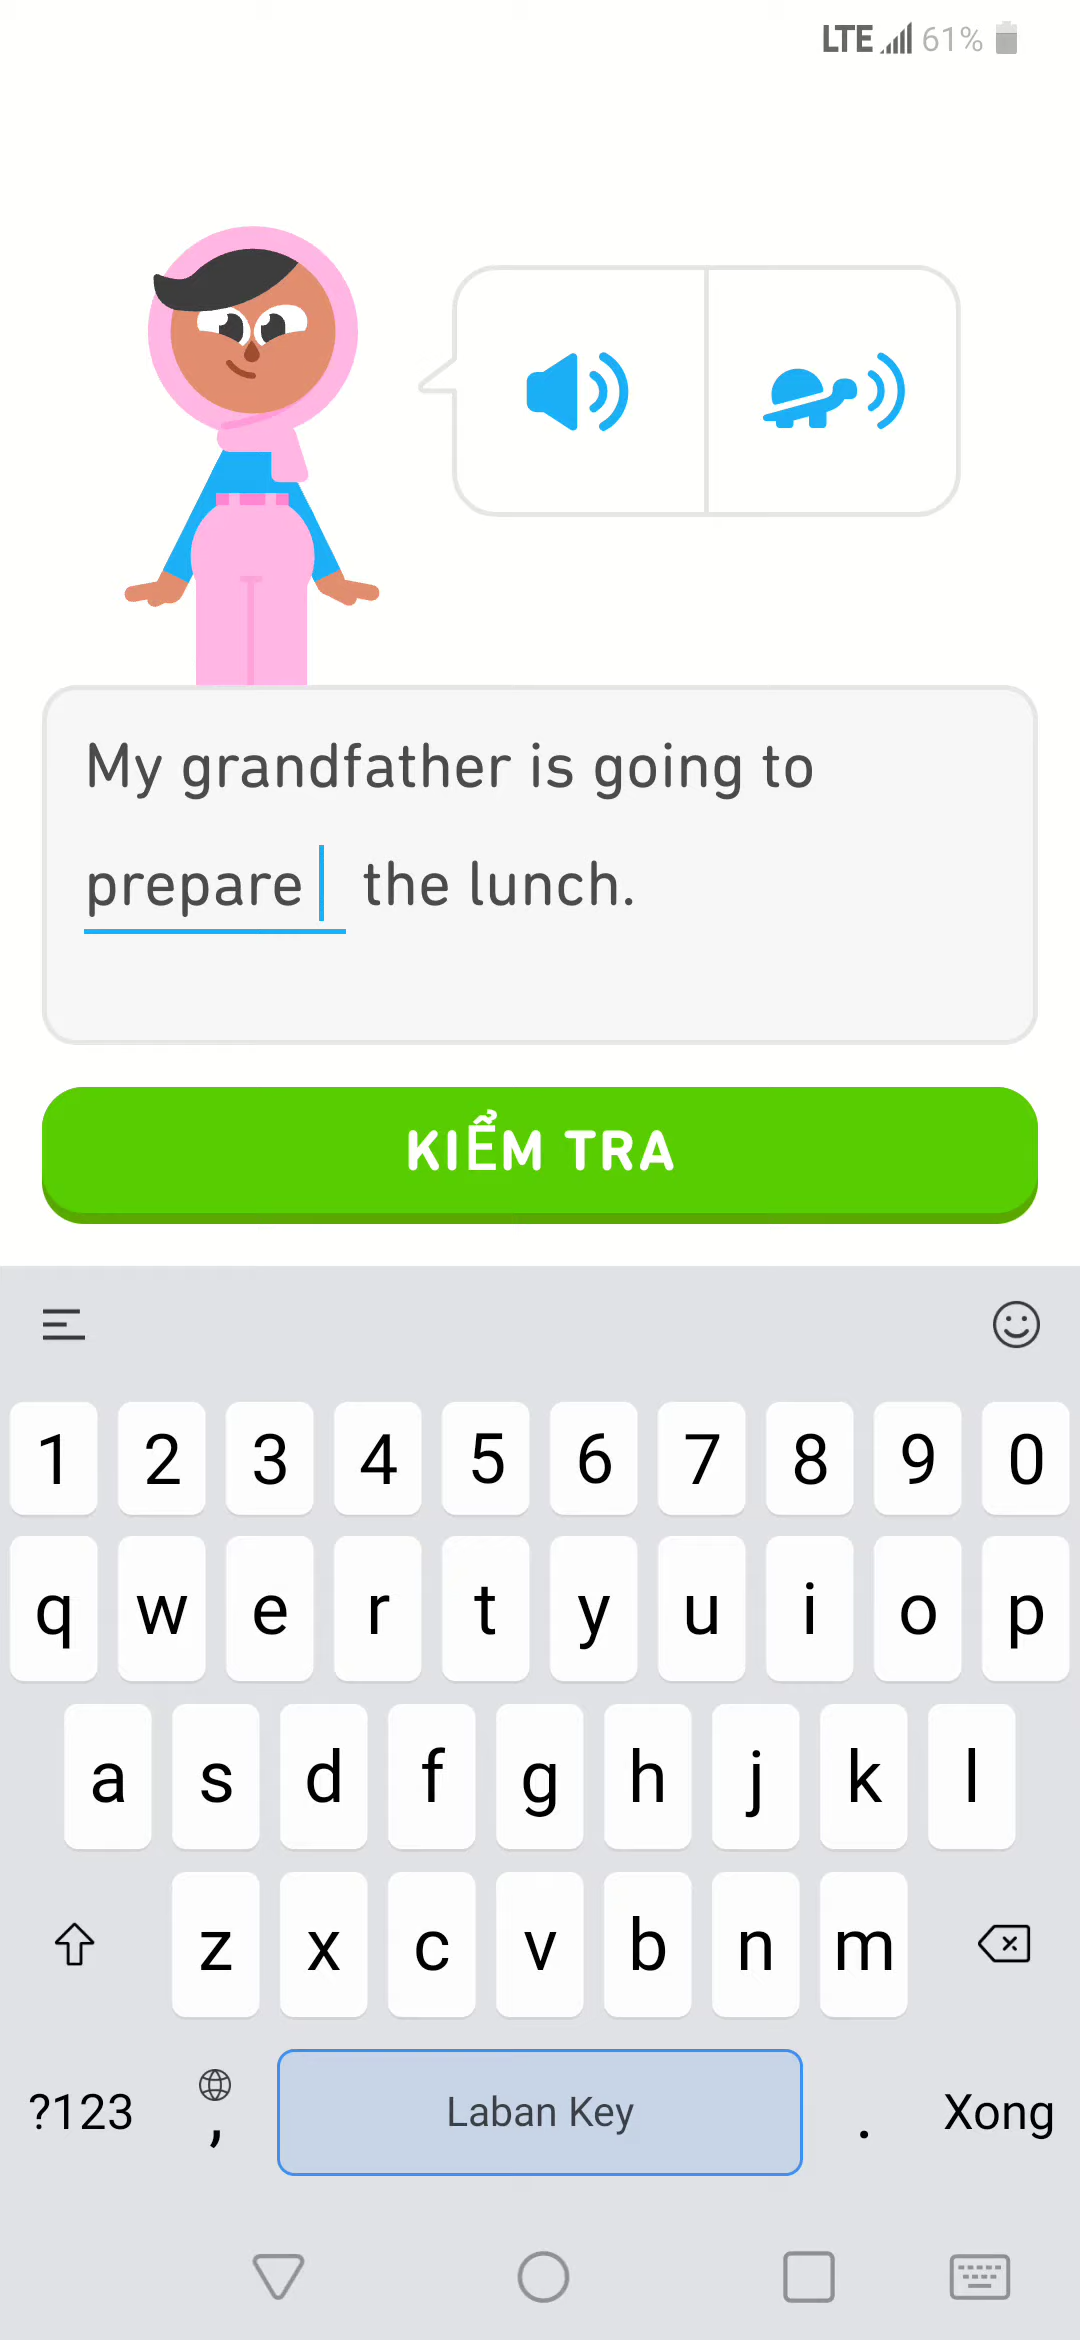 LTE 61%
My grandfather is going to
prepare the lunch.
KIỂM TRA
1 2 3 4 5 6 7 8 9 0
q w e r t y u i o p
a s d f g h j k l
z x c v b n m
?123 , Laban Key . Xong